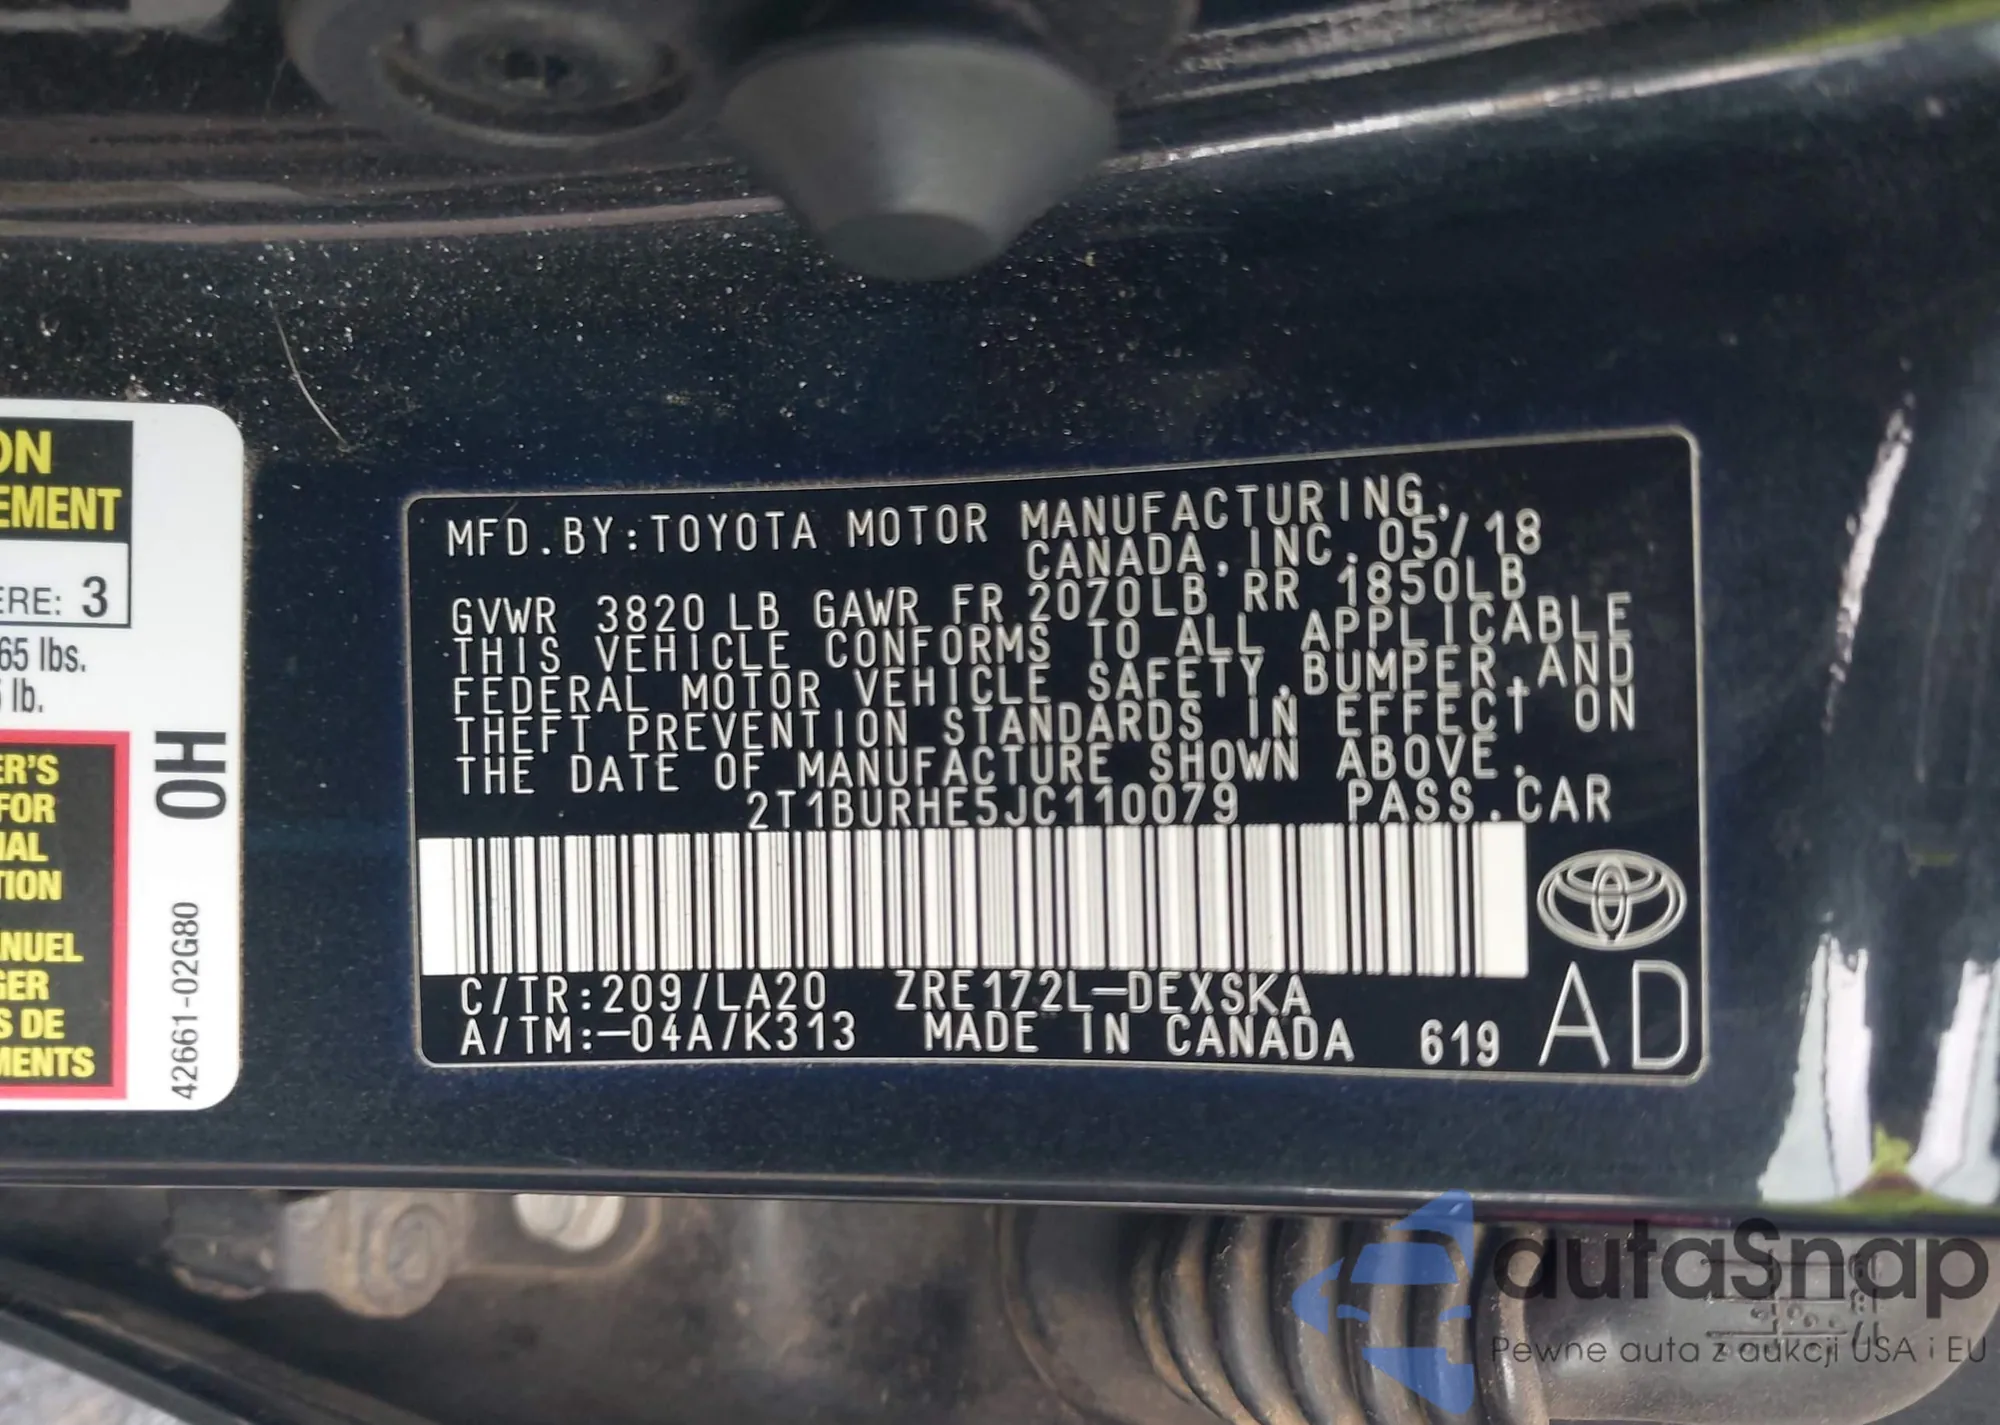 ON
EMENT
ERE: 3
65 lbs.
lb.
ER'S
FOR
NAL
TION
ANUEL
GER
S DE
MENTS
OH
42661-02G80
MFD.BY:TOYOTA MOTOR MANUFACTURING,
CANADA,INC. 05/18
GVWR 3820LB GAWR FR 2070LB RR 1850LB
THIS VEHICLE CONFORMS TO ALL APPLICABLE
FEDERAL MOTOR VEHICLE SAFETY,BUMPER,AND
THEFT PREVENTION STANDARDS IN EFFECT ON
THE DATE OF MANUFACTURE SHOWN ABOVE.
2T1BURHE5JC110079 PASS.CAR
C/TR:209/LA20 ZRE172L-DEXSKA
A/TM:-04A/K313 MADE IN CANADA 619
AD
autaSnap
Pewne auta z aukcji USA i EU